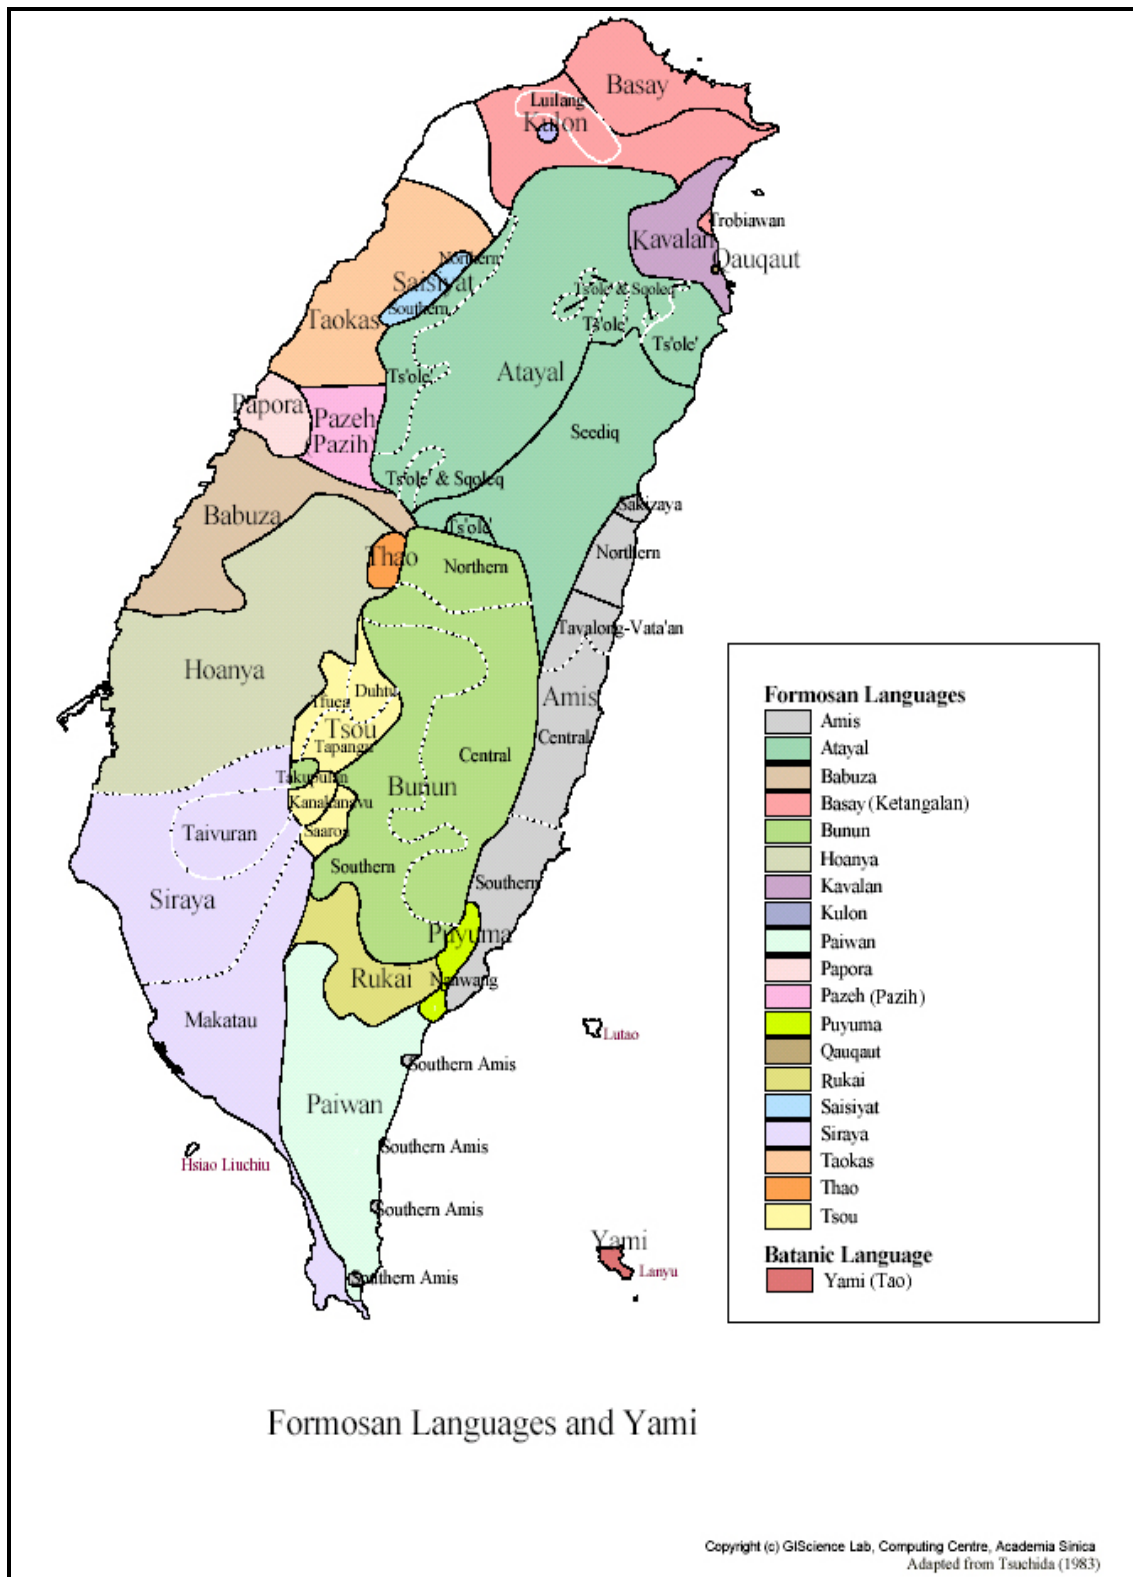 Basay
Luilang
Kulon
Trobiawan
Kavalan
Qauqaut
Northern
Saisiyat
Southern
Ts'ole' & Sqoleq
Taokas
Ts'ole'
Ts'ole'
Ts'ole'
Atayal
Papora
Pazeh
(Pazih)
Seediq
Ts'ole' & Sqoleq
Sakizaya
Babuza
Ts'ole'
Northern
Thao
Northern
Tavalong-Vata'an
Hoanya
Duhtu
Tfuea
Amis
Tsou
Tapangu
Central
Central
Takupulan
Bunun
Kanakanavu
Taivuran
Saaroa
Southern
Southern
Siraya
Puyuma
Rukai
Nanwang
Makatau
Lutao
Southern Amis
Paiwan
Southern Amis
Hsiao Liuchiu
Southern Amis
Yami
Lanyu
Southern Amis
Formosan Languages
Amis
Atayal
Babuza
Basay (Ketangalan)
Bunun
Hoanya
Kavalan
Kulon
Paiwan
Papora
Pazeh (Pazih)
Puyuma
Qauqaut
Rukai
Saisiyat
Siraya
Taokas
Thao
Tsou
Batanic Language
Yami (Tao)
Formosan Languages and Yami
Copyright (c) GIScience Lab, Computing Centre, Academia Sinica
Adapted from Tsuchida (1983)